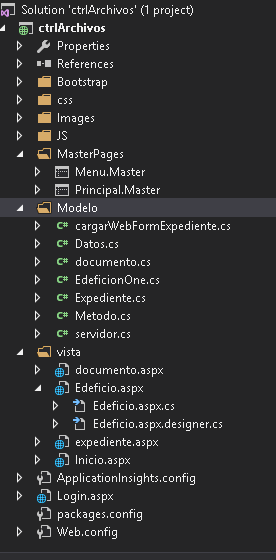 Solution 'ctrlArchivos' (1 project)
ctrlArchivos
Properties
References
Bootstrap
css
Images
JS
MasterPages
Menu.Master
Principal.Master
Modelo
C# cargarWebFormExpediente.cs
C# Datos.cs
C# documento.cs
C# EdeficionOne.cs
C# Expediente.cs
C# Metodo.cs
C# servidor.cs
vista
documento.aspx
Edeficio.aspx
Edeficio.aspx.cs
Edeficio.aspx.designer.cs
expediente.aspx
Inicio.aspx
ApplicationInsights.config
Login.aspx
packages.config
Web.config